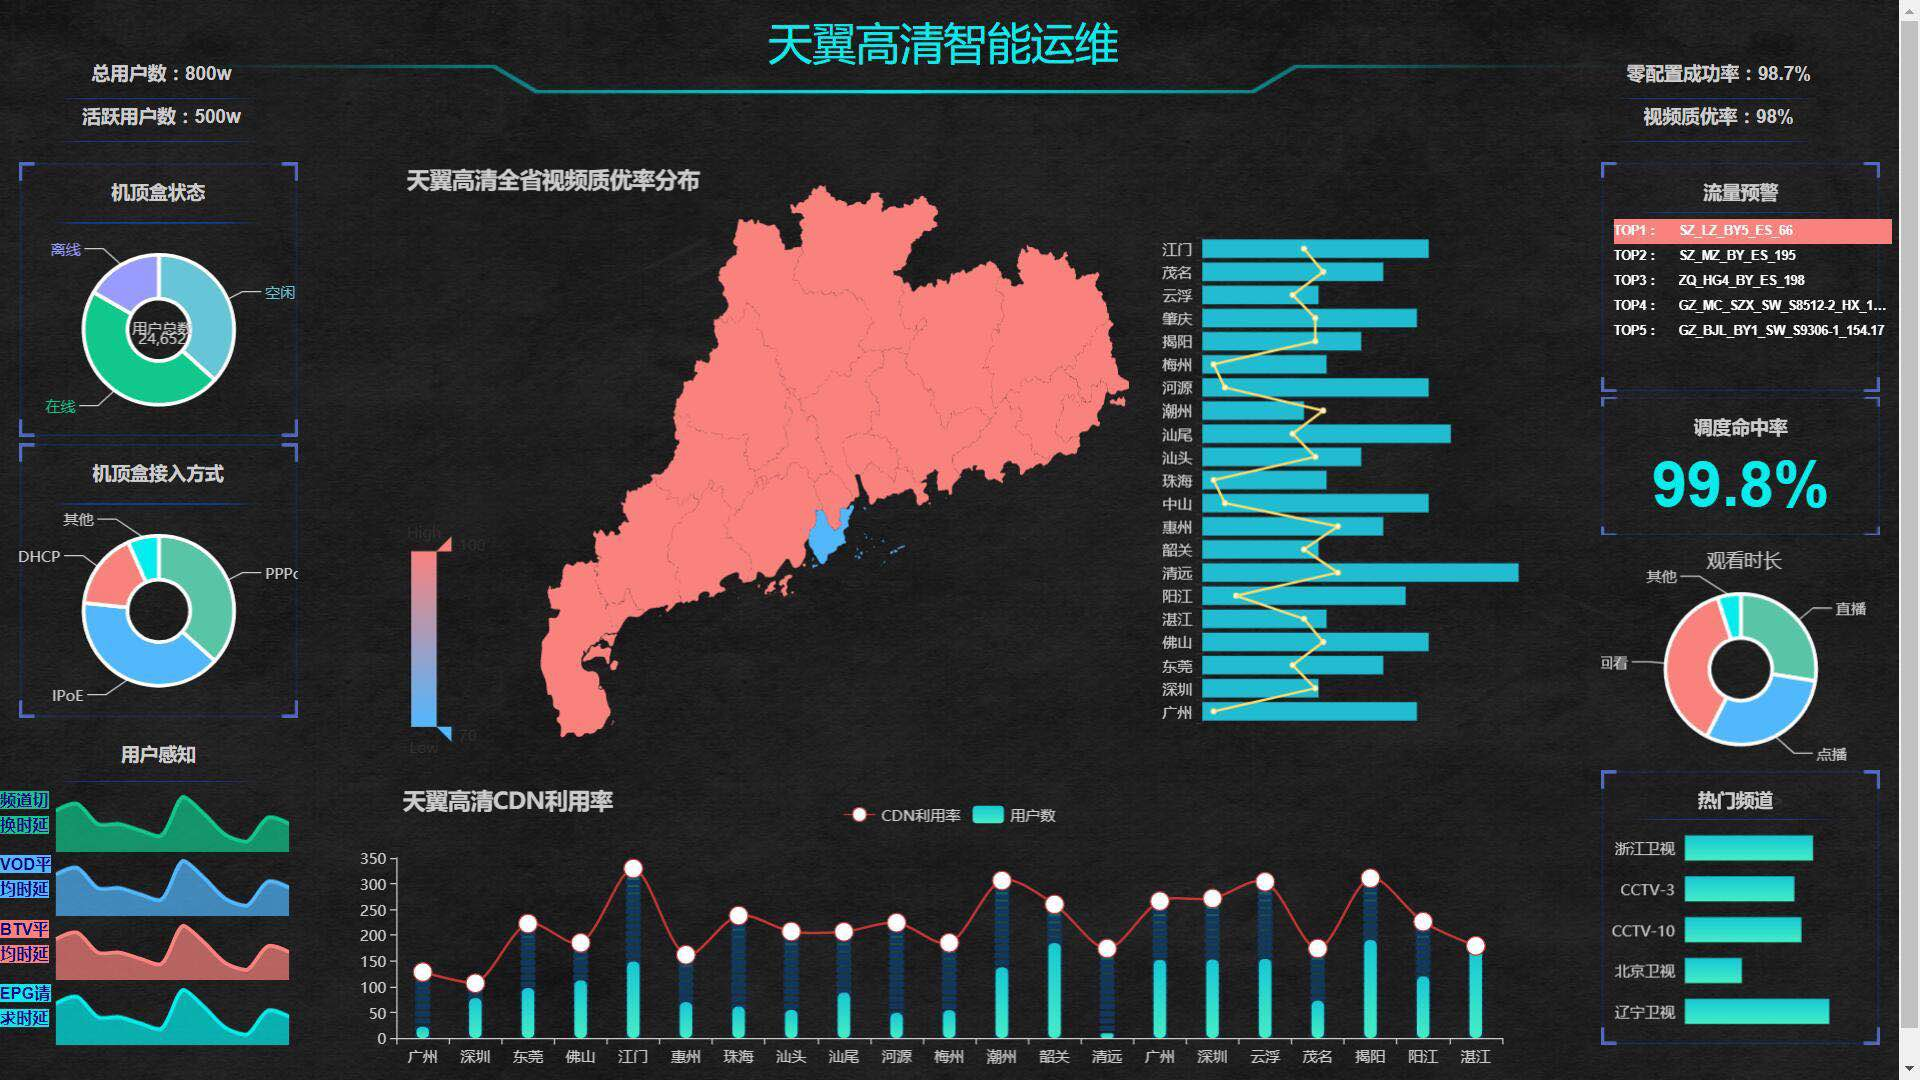 天翼高清智能运维
总用户数：800w
活跃用户数：500w
零配置成功率：98.7%
视频质优率：98%
机顶盒状态
离线
空闲
用户总数
24,652
在线
机顶盒接入方式
其他
DHCP
IPoE
用户感知
频道切
换时延
VOD平
均时延
BTV平
均时延
EPG请
求时延
天翼高清全省视频质优率分布
High
100
70
Low
江门
茂名
云浮
肇庆
揭阳
梅州
河源
潮州
汕尾
汕头
珠海
中山
惠州
韶关
清远
阳江
湛江
佛山
东莞
深圳
广州
天翼高清CDN利用率
CDN利用率
用户数
350
300
250
200
150
100
50
0
广州 深圳 东莞 佛山 江门 惠州 珠海 汕头 汕尾 河源 梅州 潮州 韶关 清远 广州 深圳 云浮 茂名 揭阳 阳江 湛江
流量预警
TOP1： SZ_LZ_BY5_ES_66
TOP2： SZ_MZ_BY_ES_195
TOP3： ZQ_HG4_BY_ES_198
TOP4： GZ_MC_SZX_SW_S8512-2_HX_1...
TOP5： GZ_BJL_BY1_SW_S9306-1_154.17
调度命中率
99.8%
观看时长
其他
直播
回看
点播
热门频道
浙江卫视
CCTV-3
CCTV-10
北京卫视
辽宁卫视